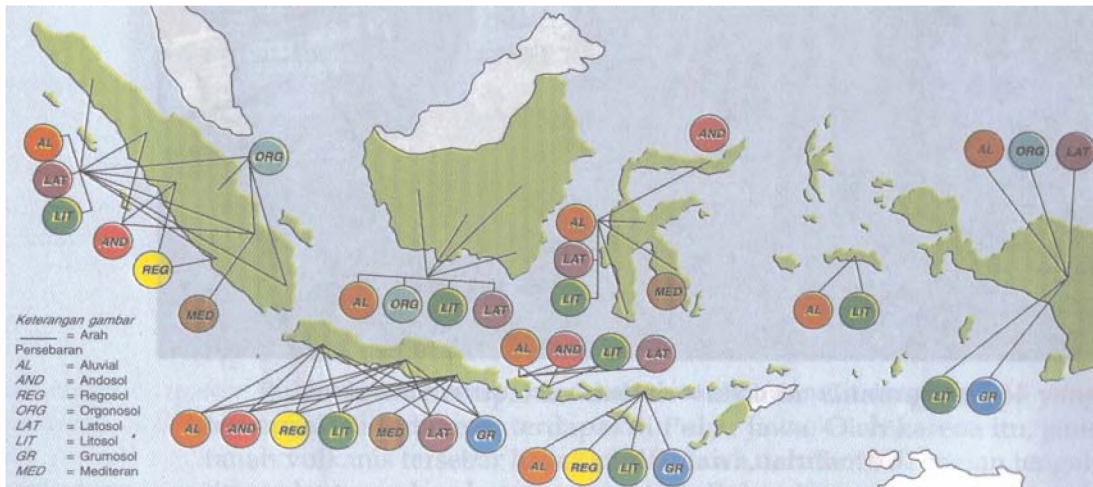 AND
AL
ORG
LAT
AL
ORG
LAT
LIT
AL
AND
LAT
REG
LIT
MED
MED
AL
ORG
LIT
LAT
AL
LIT
Keterangan gambar
= Arah
Persebaran
AL = Aluvial
AND = Andosol
REG = Regosol
ORG = Orgonosol
LAT = Latosol
LIT = Litosol
GR = Grumosol
MED = Mediteran
AL
AND
LIT
LAT
LIT
GR
AL
AND
REG
LIT
MED
LAT
GR
AL
REG
LIT
GR